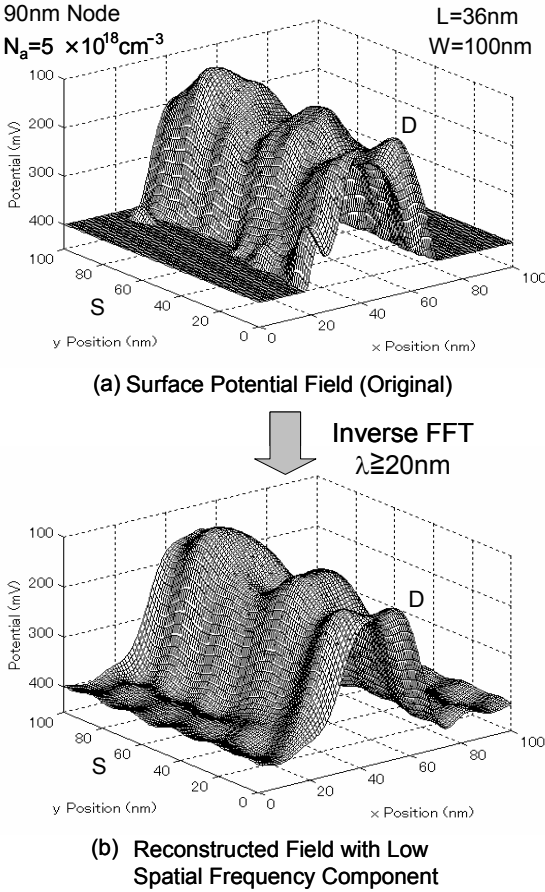 90nm Node
Nₐ=5 ×10¹⁸cm⁻³
L=36nm
W=100nm
100
200
300
400
Potential (mV)
D
S
100
80
60
40
20
0
y Position (nm)
0
20
40
60
80
100
x Position (nm)
(a) Surface Potential Field (Original)
Inverse FFT
λ≧20nm
100
200
300
400
Potential (mV)
D
S
100
80
60
40
20
0
y Position (nm)
0
20
40
60
80
100
x Position (nm)
(b) Reconstructed Field with Low
Spatial Frequency Component